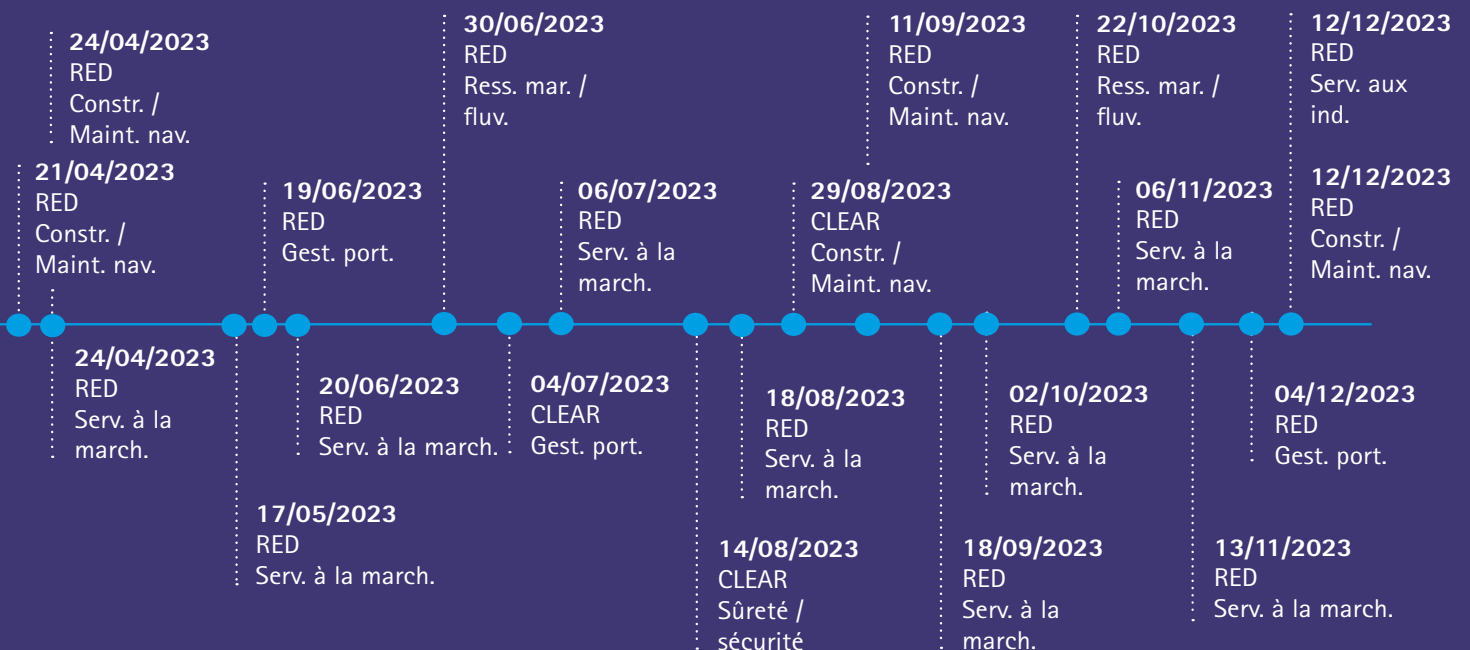 24/04/2023
RED
Constr. /
Maint. nav.
21/04/2023
RED
Constr. /
Maint. nav.
19/06/2023
RED
Gest. port.
30/06/2023
RED
Ress. mar. /
fluv.
06/07/2023
RED
Serv. à la
march.
11/09/2023
RED
Constr. /
Maint. nav.
29/08/2023
CLEAR
Constr. /
Maint. nav.
22/10/2023
RED
Ress. mar. /
fluv.
06/11/2023
RED
Serv. à la
march.
12/12/2023
RED
Serv. aux
ind.
12/12/2023
RED
Constr. /
Maint. nav.
24/04/2023
RED
Serv. à la
march.
17/05/2023
RED
Serv. à la march.
20/06/2023
RED
Serv. à la march.
04/07/2023
CLEAR
Gest. port.
14/08/2023
CLEAR
Sûreté /
sécurité
18/08/2023
RED
Serv. à la
march.
18/09/2023
RED
Serv. à la
march.
02/10/2023
RED
Serv. à la
march.
13/11/2023
RED
Serv. à la march.
04/12/2023
RED
Gest. port.